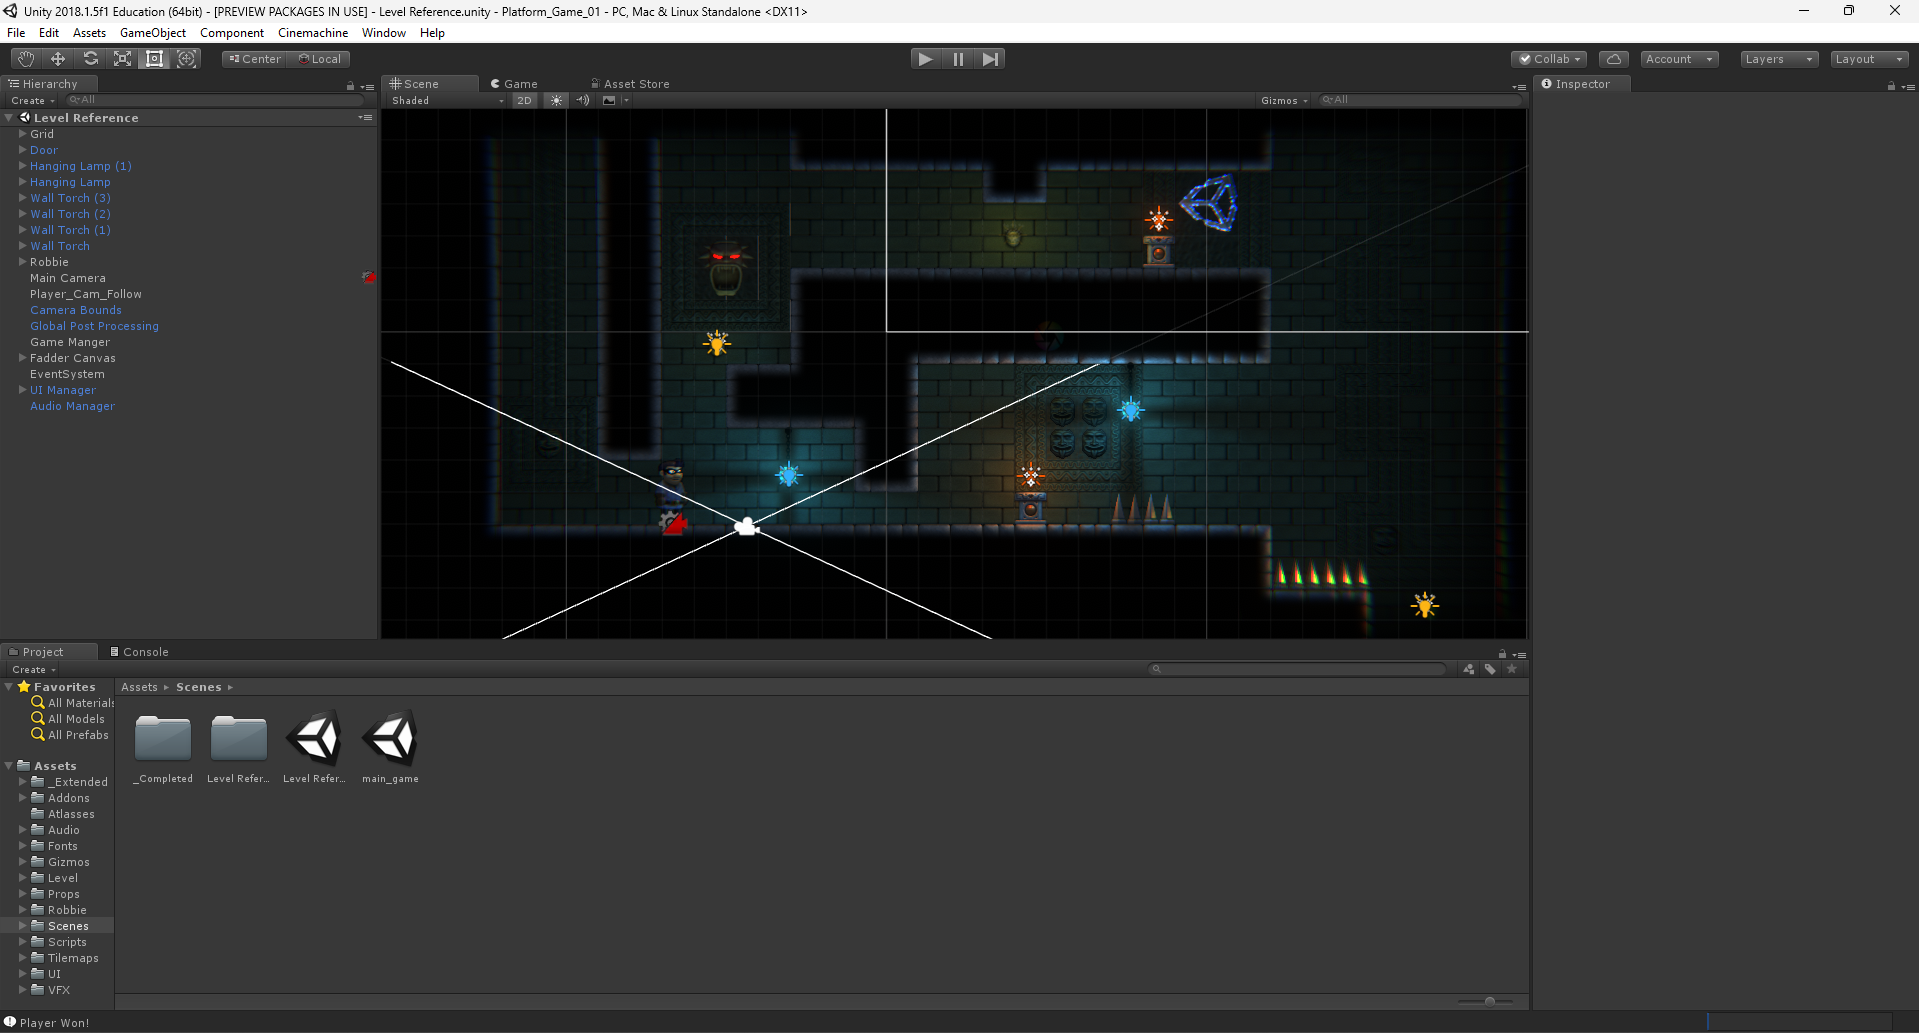 Unity 2018.1.5f1 Education (64bit) - [PREVIEW PACKAGES IN USE] - Level Reference.unity - Platform_Game_01 - PC, Mac & Linux Standalone <DX11>
File Edit Assets GameObject Component Cinemachine Window Help
Center Local Collab Account Layers Layout
Hierarchy
Create All
Level Reference
Grid
Door
Hanging Lamp (1)
Hanging Lamp
Wall Torch (3)
Wall Torch (2)
Wall Torch (1)
Wall Torch
Robbie
Main Camera
Player_Cam_Follow
Camera Bounds
Global Post Processing
Game Manger
Fadder Canvas
EventSystem
UI Manager
Audio Manager
Scene Game Asset Store
Shaded 2D Gizmos All
Inspector
Project Console
Create
Favorites
All Materials
All Models
All Prefabs
Assets
_Extended
Addons
Atlasses
Audio
Fonts
Gizmos
Level
Props
Robbie
Scenes
Scripts
Tilemaps
UI
VFX
Assets Scenes
_Completed Level Refer... Level Refer... main_game
Player Won!